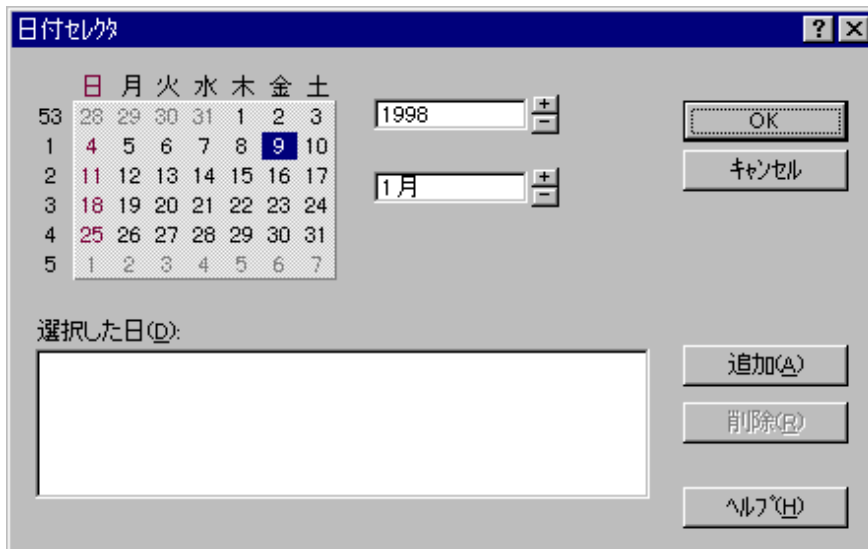 日付ｾﾚｸﾀ
日 月 火 水 木 金 土
53 28 29 30 31 1 2 3
1 4 5 6 7 8 9 10
2 11 12 13 14 15 16 17
3 18 19 20 21 22 23 24
4 25 26 27 28 29 30 31
5 1 2 3 4 5 6 7
1998
1月
OK
ｷｬﾝｾﾙ
選択した日(D):
追加(A)
削除(R)
ﾍﾙﾌﾟ(H)